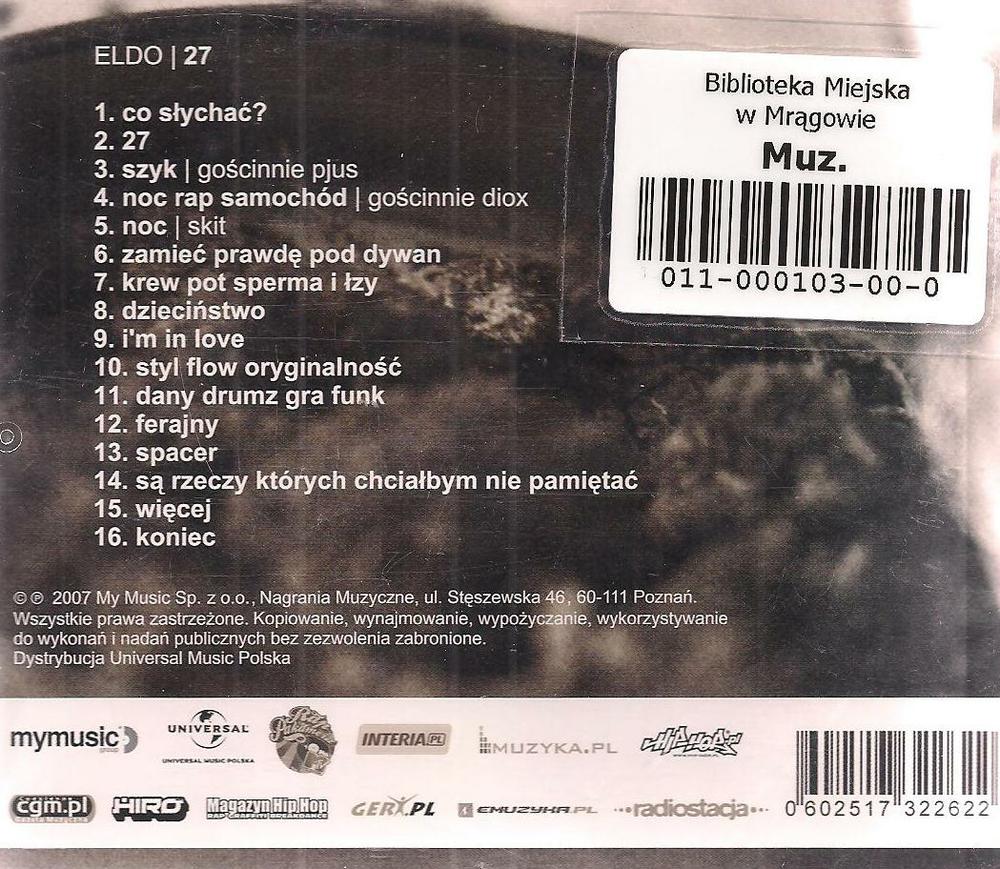 ELDO | 27
1. co słychać?
2. 27
3. szyk | gościnnie pjus
4. noc rap samochód | gościnnie diox
5. noc | skit
6. zamieć prawdę pod dywan
7. krew pot sperma i łzy
8. dzieciństwo
9. i'm in love
10. styl flow oryginalność
11. dany drumz gra funk
12. ferajny
13. spacer
14. są rzeczy których chciałbym nie pamiętać
15. więcej
16. koniec
Biblioteka Miejska
w Mrągowie
Muz.
011-000103-00-0
© ℗ 2007 My Music Sp. z o.o., Nagrania Muzyczne, ul. Stęszewska 46, 60-111 Poznań.
Wszystkie prawa zastrzeżone. Kopiowanie, wynajmowanie, wypożyczanie, wykorzystywanie
do wykonań i nadań publicznych bez zezwolenia zabronione.
Dystrybucja Universal Music Polska
mymusic group
UNIVERSAL
UNIVERSAL MUSIC POLSKA
INTERIA.PL
MUZYKA.PL
cgm.pl
HIRO
Magazyn Hip Hop
RAP GRAFFITI BREAKDANCE
GERY.PL
EMUZYKA.PL
radiostacja
0 602517 322622